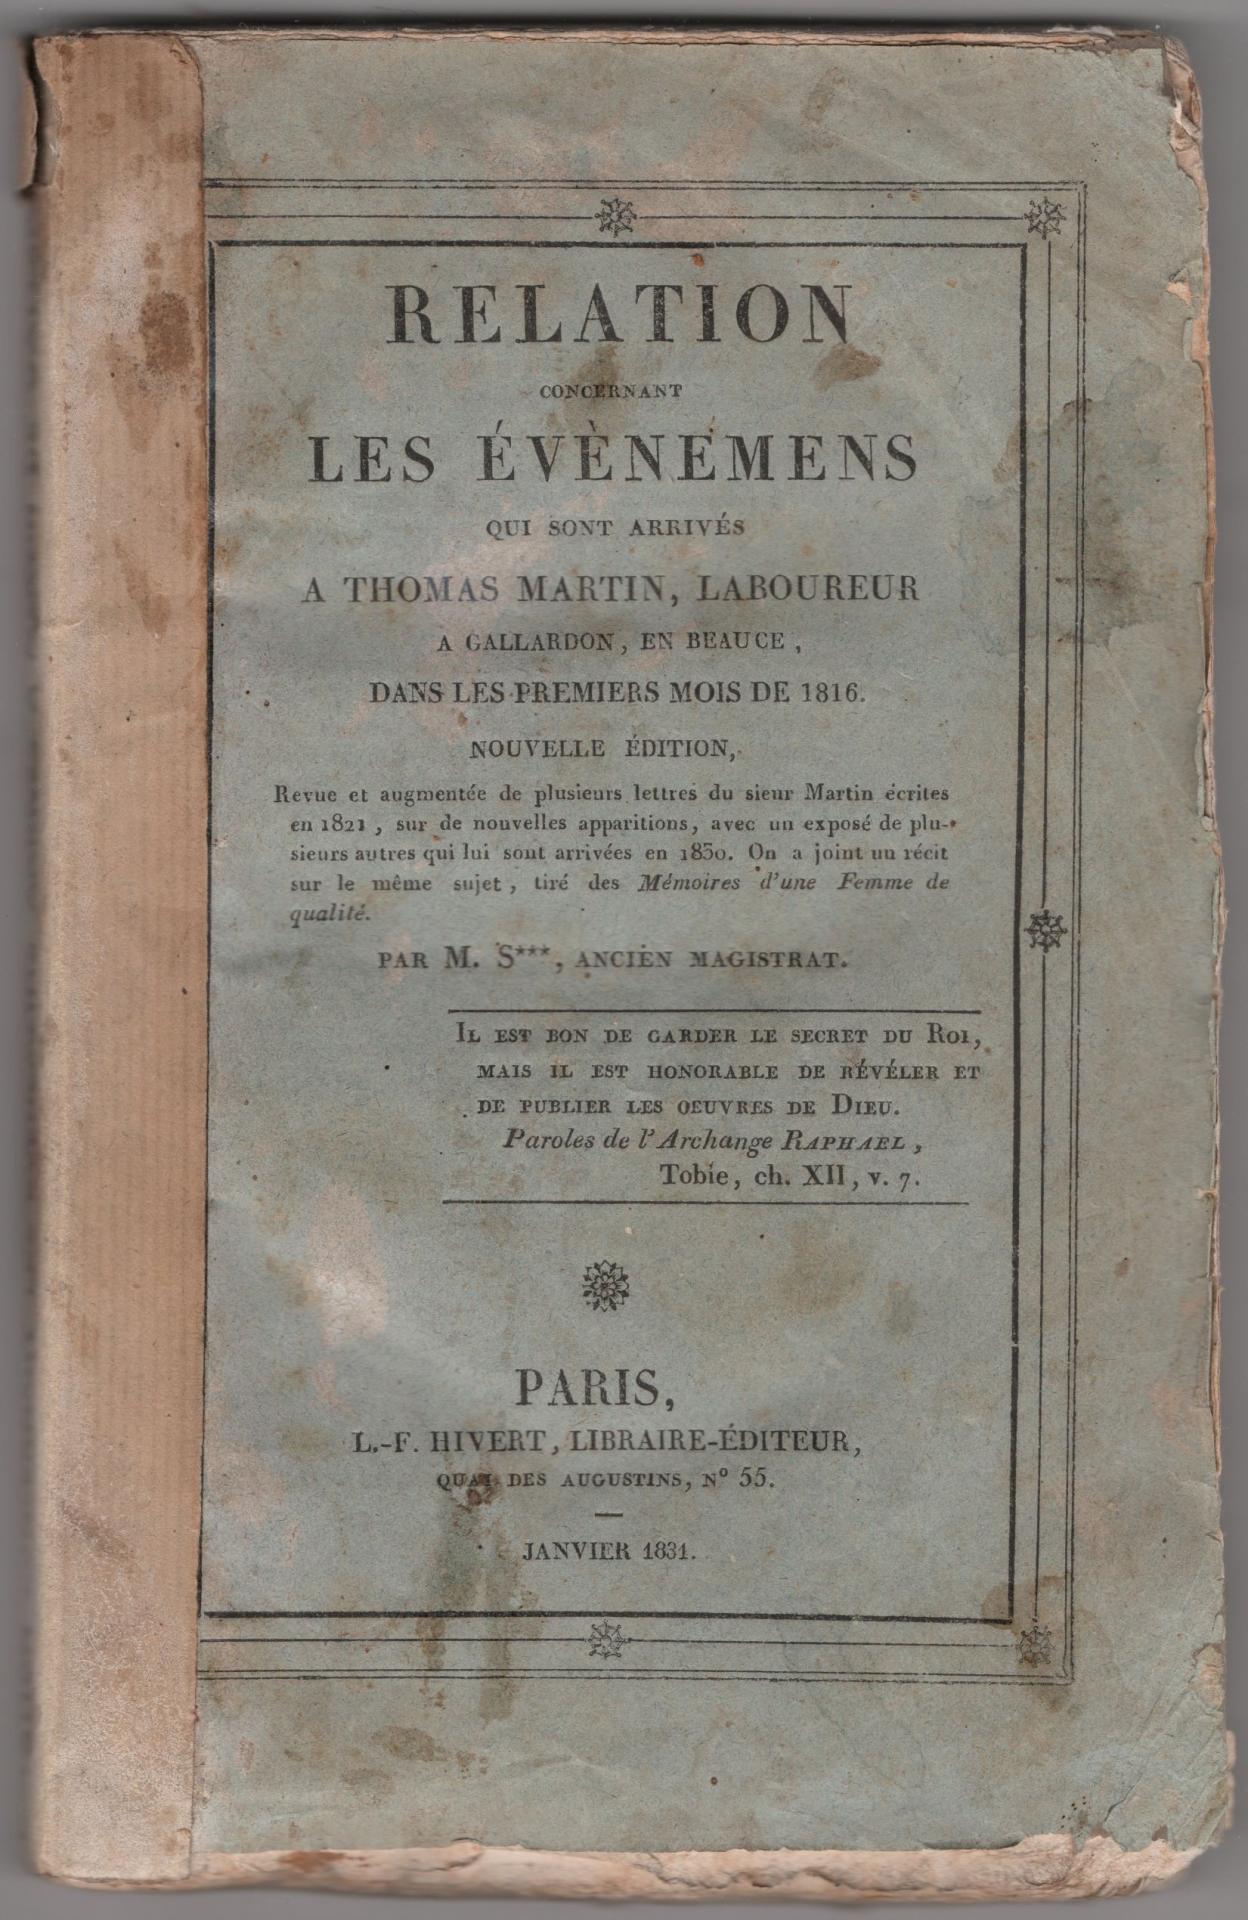 RELATION
CONCERNANT
LES ÉVÈNEMENS
QUI SONT ARRIVÉS
A THOMAS MARTIN, LABOUREUR
A GALLARDON, EN BEAUCE,
DANS LES PREMIERS MOIS DE 1816.
NOUVELLE ÉDITION,
Revue et augmentée de plusieurs lettres du sieur Martin écrites
en 1821, sur de nouvelles apparitions, avec un exposé de plu-
sieurs autres qui lui sont arrivées en 1830. On a joint un récit
sur le même sujet, tiré des Mémoires d'une Femme de
qualité.
PAR M. S***, ANCIEN MAGISTRAT.
IL EST BON DE GARDER LE SECRET DU ROI,
MAIS IL EST HONORABLE DE RÉVÉLER ET
DE PUBLIER LES OEUVRES DE DIEU.
Paroles de l'Archange RAPHAEL,
Tobie, ch. XII, v. 7.
PARIS,
L.-F. HIVERT, LIBRAIRE-ÉDITEUR,
QUAI DES AUGUSTINS, N° 55.
JANVIER 1831.